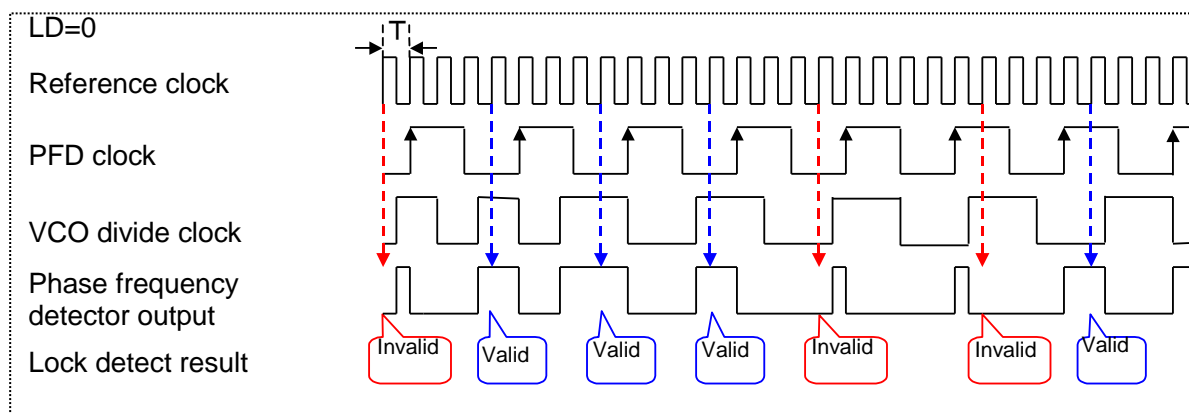 LD=0
T
Reference clock
PFD clock
VCO divide clock
Phase frequency
detector output
Lock detect result
Invalid
Valid
Valid
Valid
Invalid
Invalid
Valid